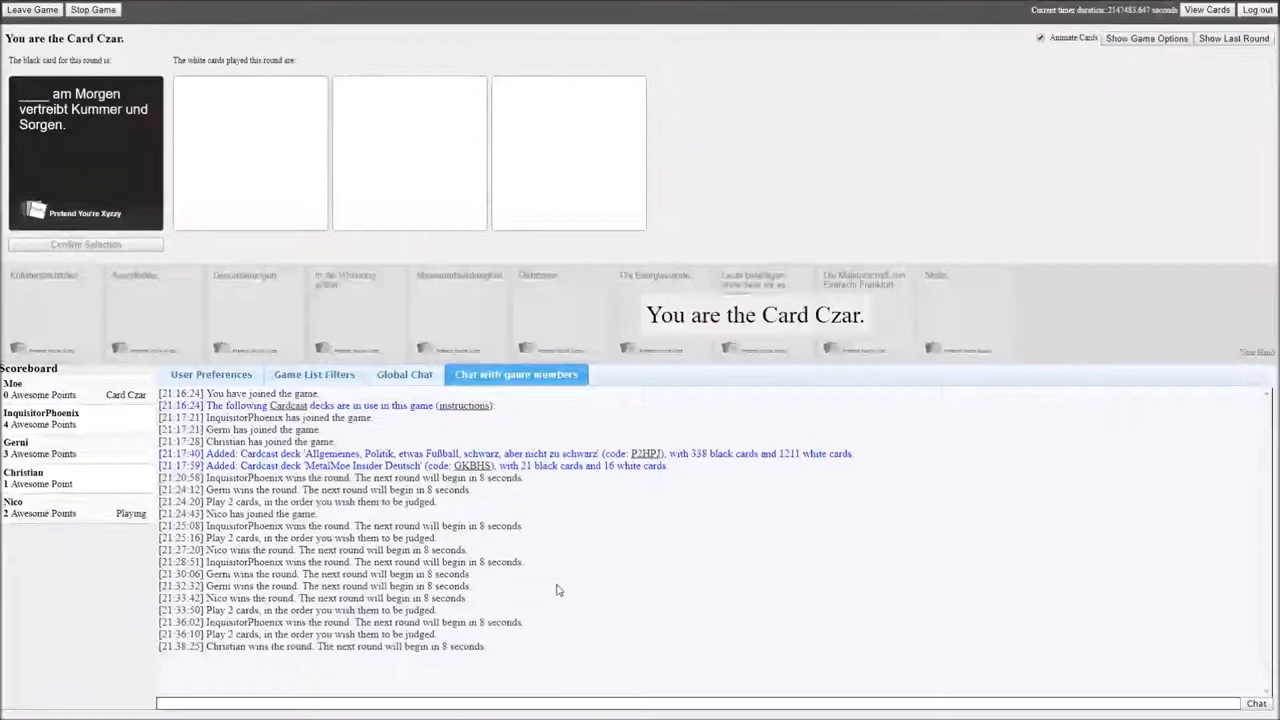 Leave Game Stop Game
Current timer duration: 2147483.647 seconds View Cards Log out
You are the Card Czar.
Animate Cards Show Game Options Show Last Round
The black card for this round is:
The white cards played this round are:
____ am Morgen
vertreibt Kummer und
Sorgen.
Pretend You're Xyzzy
Confirm Selection
In die Wohnung
Die Energiewende.
Die Meisterschaft von
Eintracht Frankfurt.
You are the Card Czar.
Your Hand
Scoreboard
Moe
0 Awesome Points Card Czar
InquisitorPhoenix
4 Awesome Points
Gerni
3 Awesome Points
Christian
1 Awesome Point
Nico
2 Awesome Points Playing
User Preferences Game List Filters Global Chat Chat with game members
[21:16:24] You have joined the game.
[21:16:24] The following Cardcast decks are in use in this game (instructions):
[21:17:21] InquisitorPhoenix has joined the game.
[21:17:21] Gerni has joined the game.
[21:17:28] Christian has joined the game.
[21:17:40] Added: Cardcast deck 'Allgemeines, Politik, etwas Fußball, schwarz, aber nicht zu schwarz' (code: P2HPJ), with 338 black cards and 1211 white cards.
[21:17:59] Added: Cardcast deck 'MetalMoe Insider Deutsch' (code: GKBHS), with 21 black cards and 16 white cards.
[21:20:58] InquisitorPhoenix wins the round. The next round will begin in 8 seconds.
[21:24:12] Gerni wins the round. The next round will begin in 8 seconds.
[21:24:20] Play 2 cards, in the order you wish them to be judged.
[21:24:43] Nico has joined the game.
[21:25:08] InquisitorPhoenix wins the round. The next round will begin in 8 seconds.
[21:25:16] Play 2 cards, in the order you wish them to be judged.
[21:27:20] Nico wins the round. The next round will begin in 8 seconds.
[21:28:51] InquisitorPhoenix wins the round. The next round will begin in 8 seconds.
[21:30:06] Gerni wins the round. The next round will begin in 8 seconds.
[21:32:32] Gerni wins the round. The next round will begin in 8 seconds.
[21:33:42] Nico wins the round. The next round will begin in 8 seconds.
[21:33:50] Play 2 cards, in the order you wish them to be judged.
[21:36:02] InquisitorPhoenix wins the round. The next round will begin in 8 seconds.
[21:36:10] Play 2 cards, in the order you wish them to be judged.
[21:38:25] Christian wins the round. The next round will begin in 8 seconds.
Chat